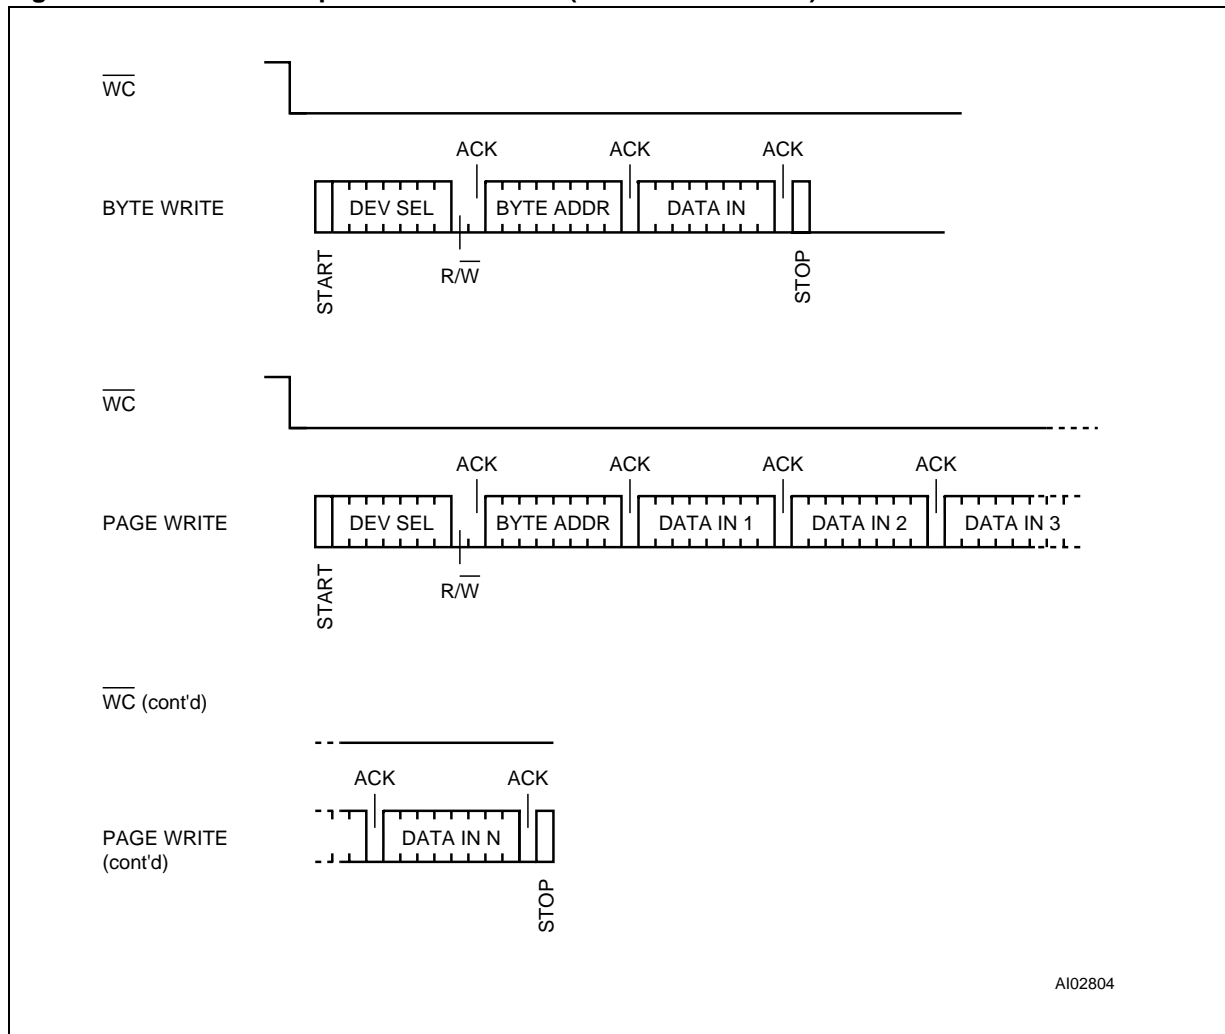 WC
ACK ACK ACK
BYTE WRITE DEV SEL BYTE ADDR DATA IN
R/W
START
STOP
WC
ACK ACK ACK ACK
PAGE WRITE DEV SEL BYTE ADDR DATA IN 1 DATA IN 2 DATA IN 3
R/W
START
WC (cont'd)
ACK ACK
PAGE WRITE DATA IN N
(cont'd)
STOP
AI02804